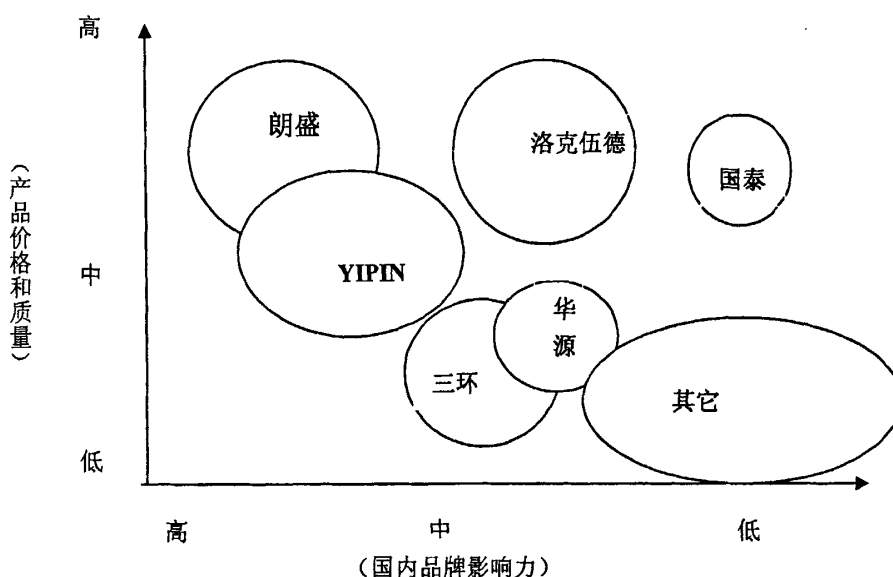 高
朗盛
洛克伍德
国泰
（产品价格和质量）
中
YIPIN
华
源
三环
其它
低
高 中 低
（国内品牌影响力）